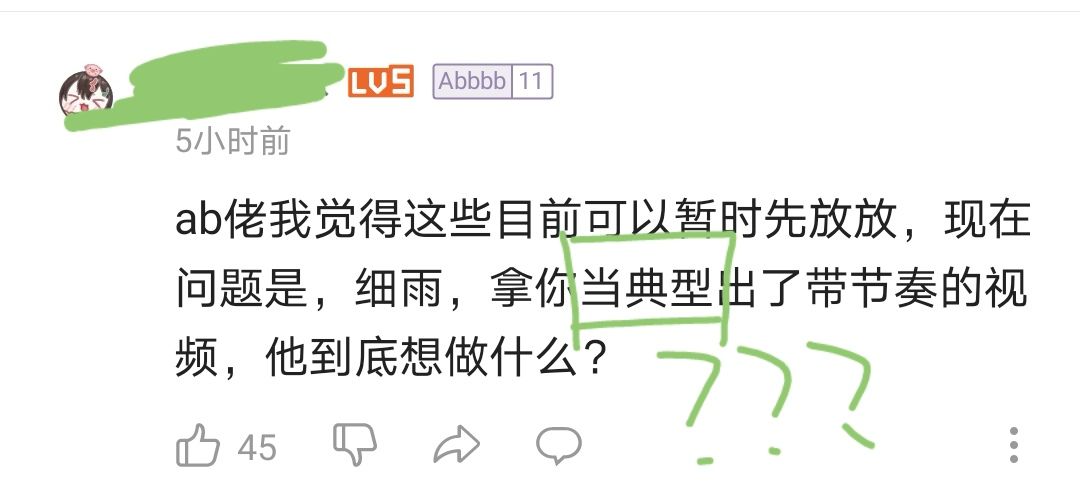 LV5 Abbbb 11
5小时前
ab佬我觉得这些目前可以暂时先放放，现在
问题是，细雨，拿你当典型出了带节奏的视
频，他到底想做什么？
???
45